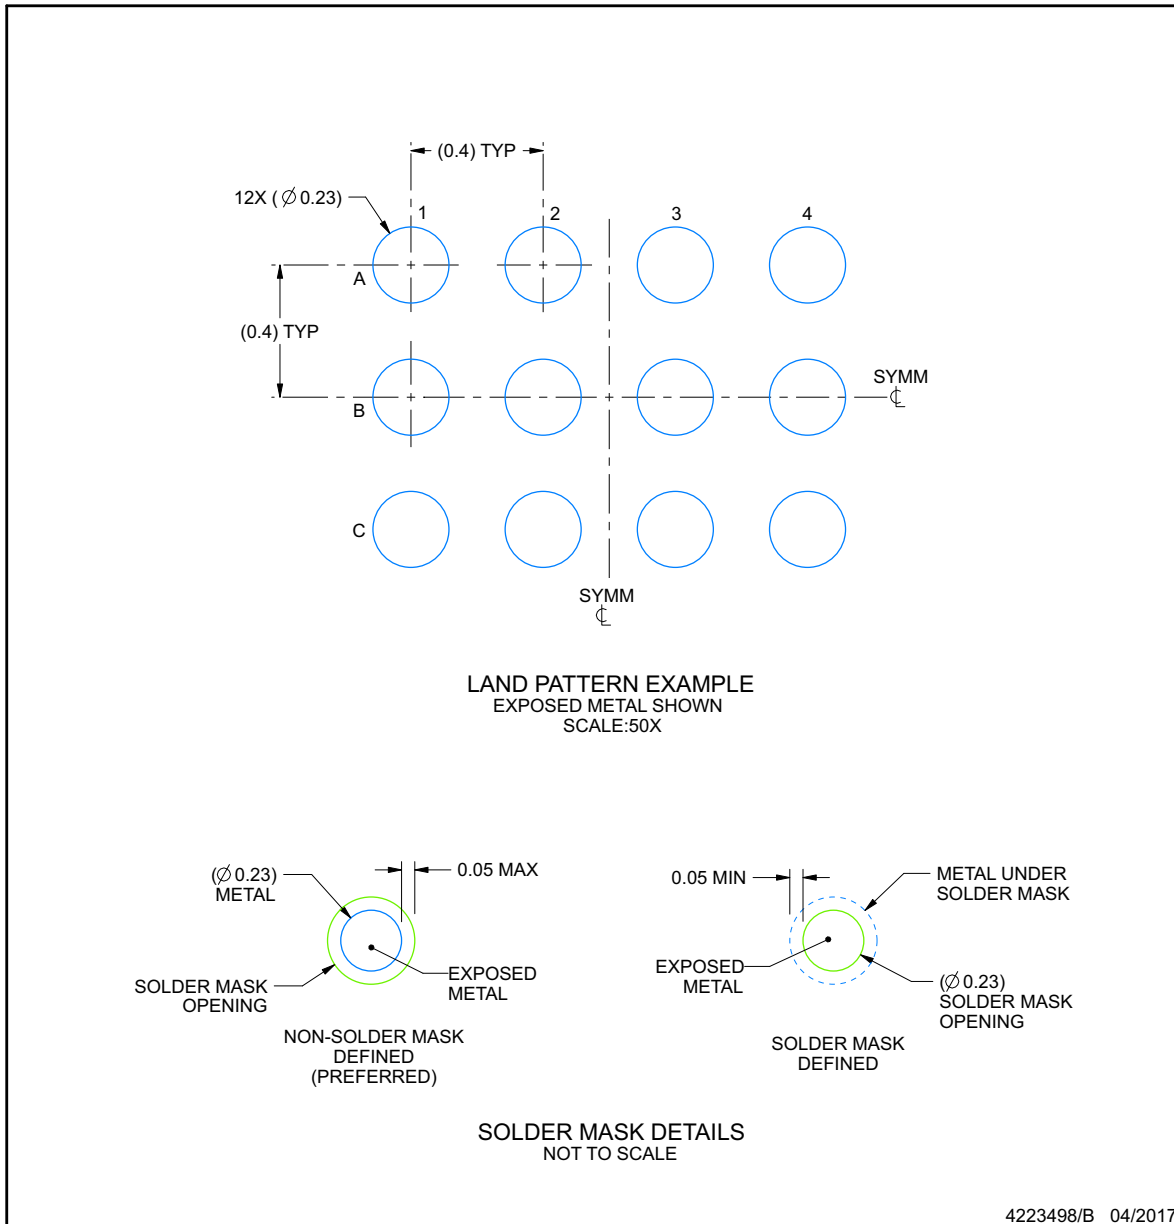 (0.4) TYP
12X ( ∅ 0.23)
1
2
3
4
A
(0.4) TYP
B
SYMM
℄
C
SYMM
℄
LAND PATTERN EXAMPLE
EXPOSED METAL SHOWN
SCALE:50X
(∅ 0.23)
METAL
0.05 MAX
SOLDER MASK
OPENING
EXPOSED
METAL
NON-SOLDER MASK
DEFINED
(PREFERRED)
0.05 MIN
METAL UNDER
SOLDER MASK
EXPOSED
METAL
(∅ 0.23)
SOLDER MASK
OPENING
SOLDER MASK
DEFINED
SOLDER MASK DETAILS
NOT TO SCALE
4223498/B 04/2017